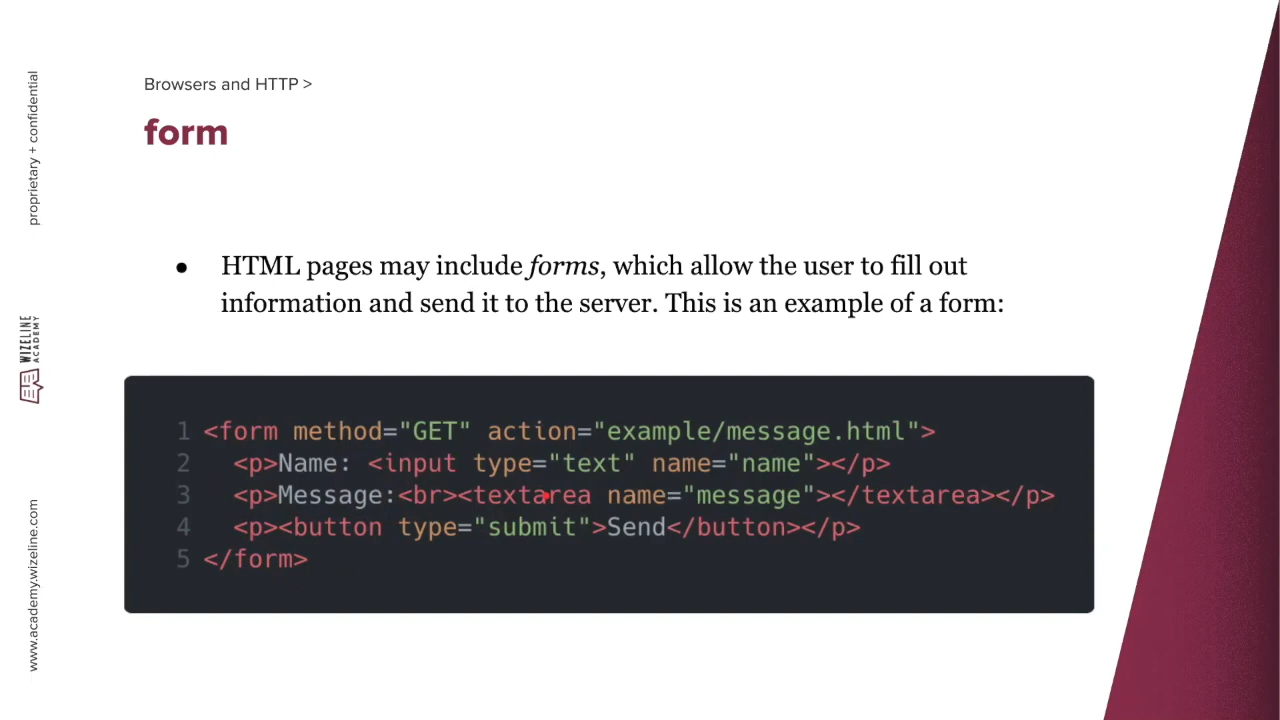 Browsers and HTTP >
form
● HTML pages may include forms, which allow the user to fill out
information and send it to the server. This is an example of a form:
1 <form method="GET" action="example/message.html">
2   <p>Name: <input type="text" name="name"></p>
3   <p>Message:<br><textarea name="message"></textarea></p>
4   <p><button type="submit">Send</button></p>
5 </form>
proprietary + confidential
WIZELINE
ACADEMY
www.academy.wizeline.com